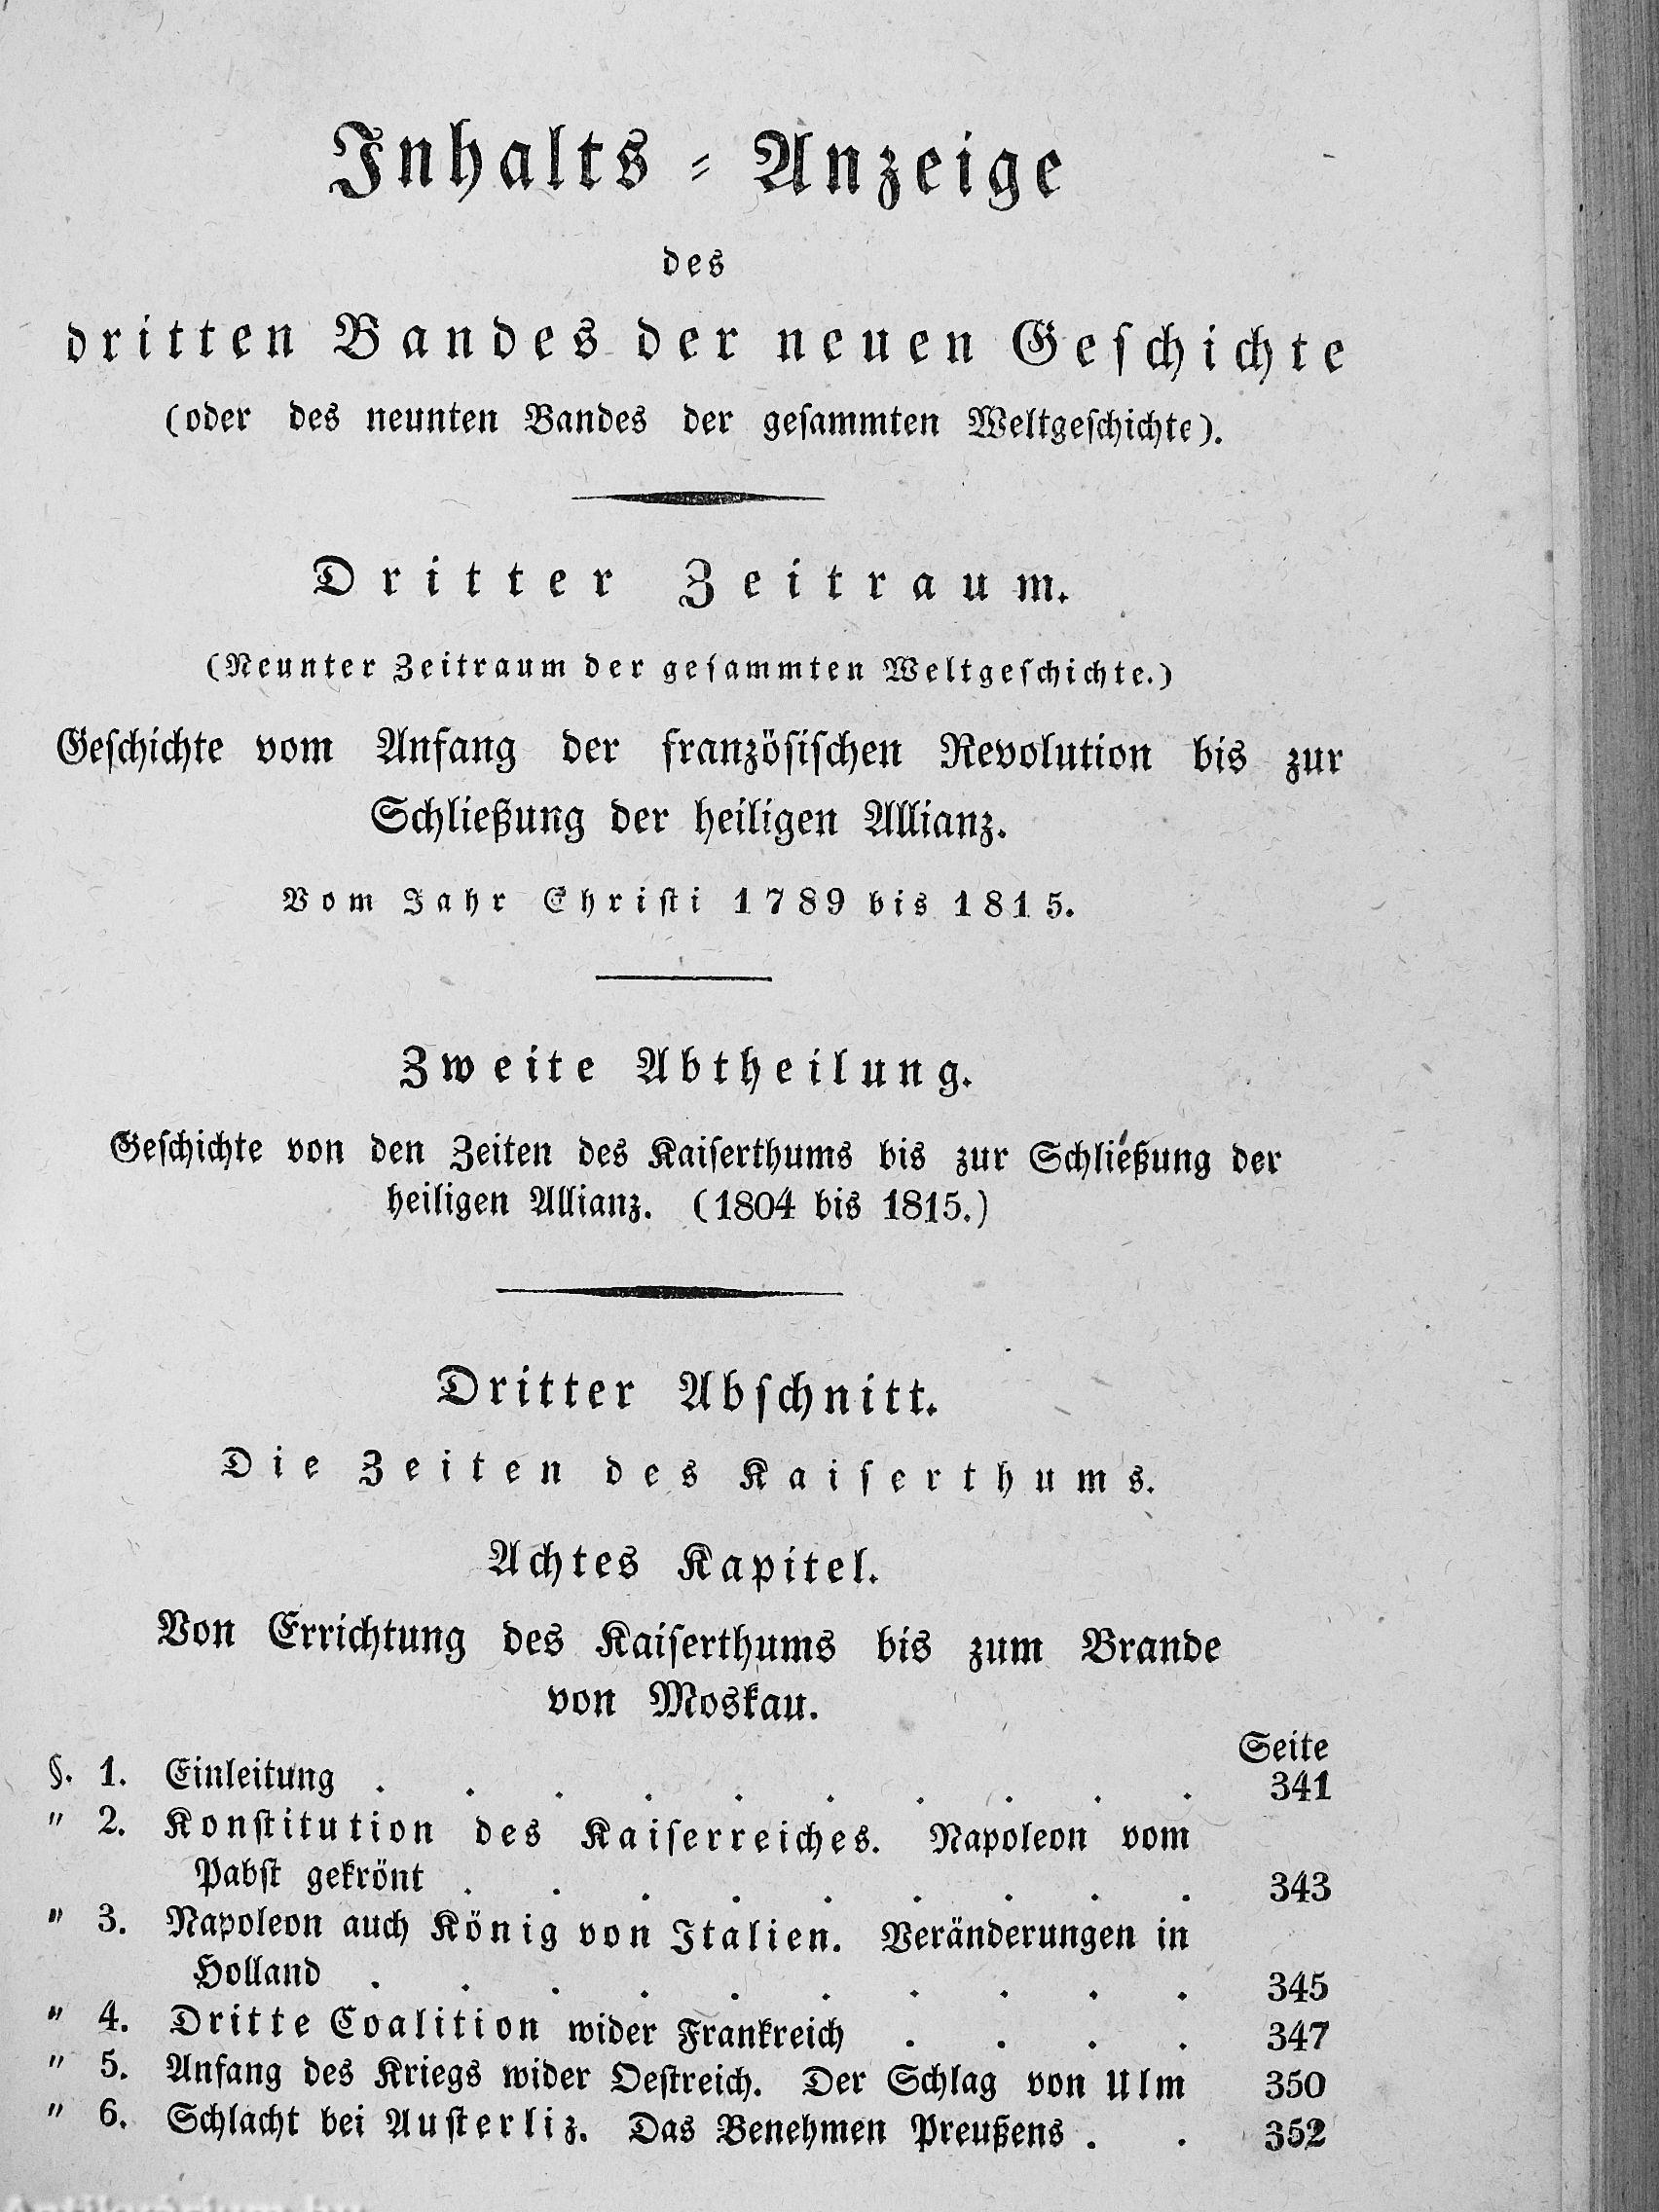 Inhalts-Anzeige
des
dritten Bandes der neuen Geschichte
(oder des neunten Bandes der gesammten Weltgeschichte).
Dritter Zeitraum.
(Neunter Zeitraum der gesammten Weltgeschichte.)
Geschichte vom Anfang der französischen Revolution bis zur
Schließung der heiligen Allianz.
Vom Jahr Christi 1789 bis 1815.
Zweite Abtheilung.
Geschichte von den Zeiten des Kaiserthums bis zur Schließung der
heiligen Allianz. (1804 bis 1815.)
Dritter Abschnitt.
Die Zeiten des Kaiserthums.
Achtes Kapitel.
Von Errichtung des Kaiserthums bis zum Brande
von Moskau.
Seite
§. 1. Einleitung . . . . . . . . . . 341
" 2. Konstitution des Kaiserreiches. Napoleon vom
Pabst gekrönt . . . . . . . . . 343
" 3. Napoleon auch König von Italien. Veränderungen in
Holland . . . . . . . . . . 345
" 4. Dritte Coalition wider Frankreich . . . . 347
" 5. Anfang des Kriegs wider Oestreich. Der Schlag von Ulm 350
" 6. Schlacht bei Austerliz. Das Benehmen Preußens . . 352